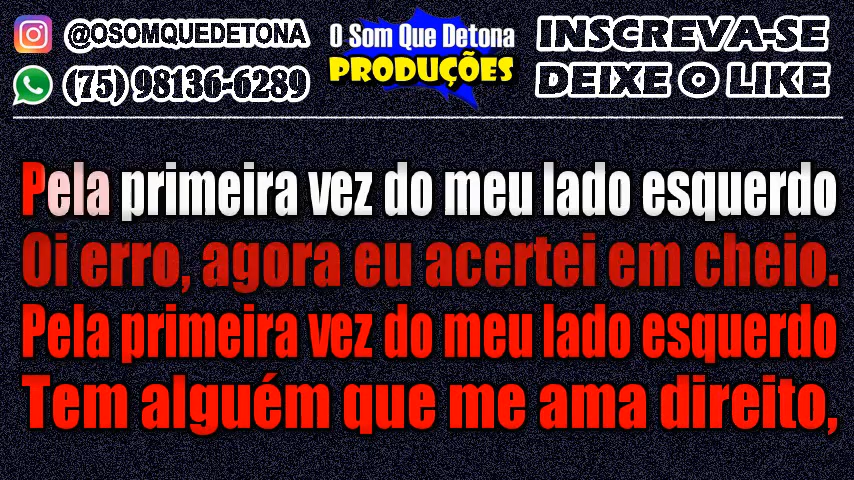 @OSOMQUEDETONA
(75) 98136-6289
O Som Que Detona
PRODUÇÕES
INSCREVA-SE
DEIXE O LIKE
Pela primeira vez do meu lado esquerdo
Oi erro, agora eu acertei em cheio.
Pela primeira vez do meu lado esquerdo
Tem alguém que me ama direito,